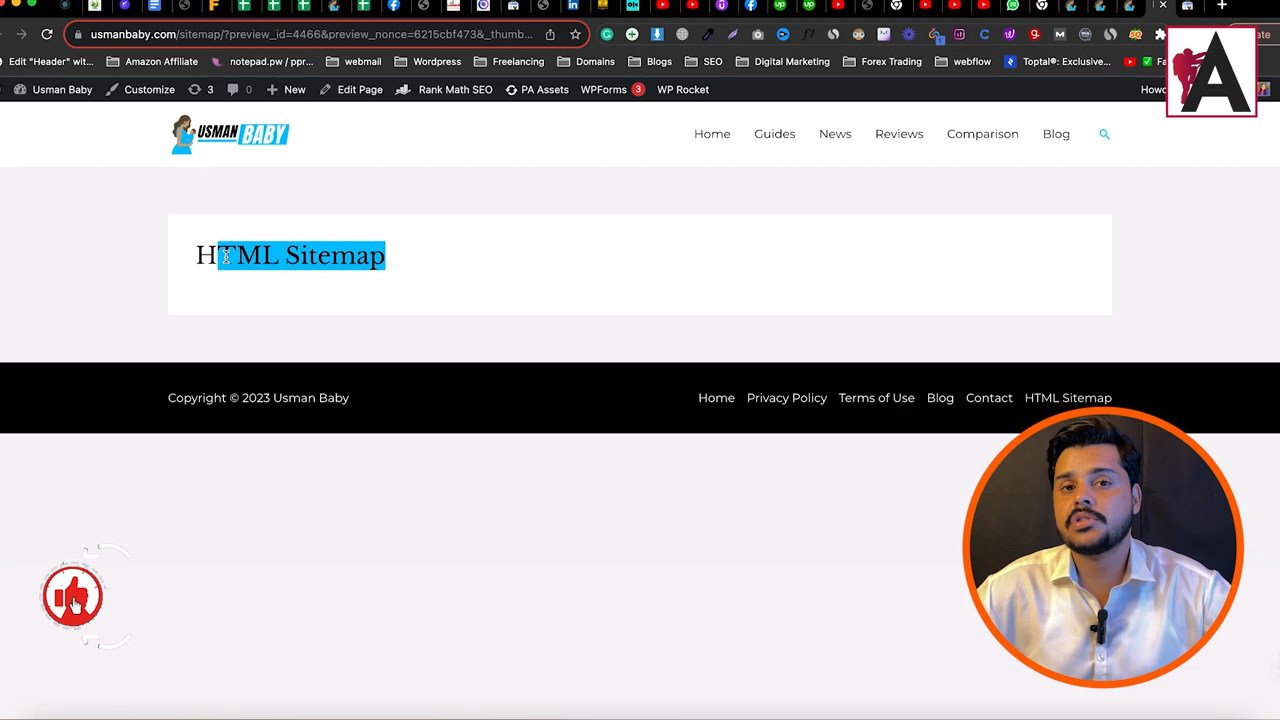 usmanbaby.com/sitemap/?preview_id=4466&preview_nonce=6215cbf473&_thumb...
Edit "Header" wit... Amazon Affiliate notepad.pw / ppr... webmail Wordpress Freelancing Domains Blogs SEO Digital Marketing Forex Trading webflow Toptal®: Exclusive...
Usman Baby Customize 3 0 New Edit Page Rank Math SEO PA Assets WPForms 3 WP Rocket
A
USMAN BABY
Home Guides News Reviews Comparison Blog
HTML Sitemap
Copyright © 2023 Usman Baby
Home Privacy Policy Terms of Use Blog Contact HTML Sitemap